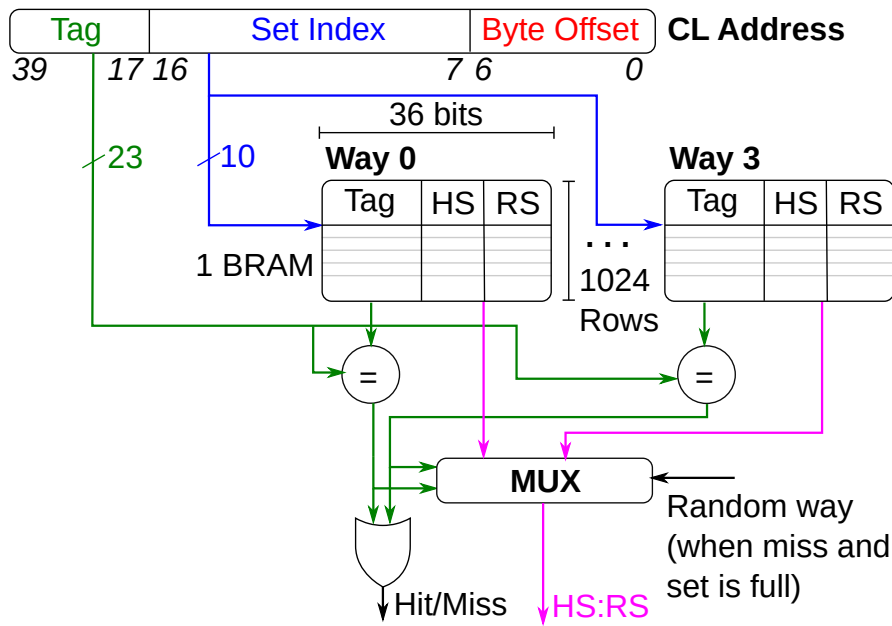 Tag Set Index Byte Offset CL Address
39 17 16 7 6 0
36 bits
23 10 Way 0 Way 3
Tag HS RS Tag HS RS
1 BRAM ... 1024
Rows
= =
MUX
Random way
(when miss and
set is full)
Hit/Miss HS:RS